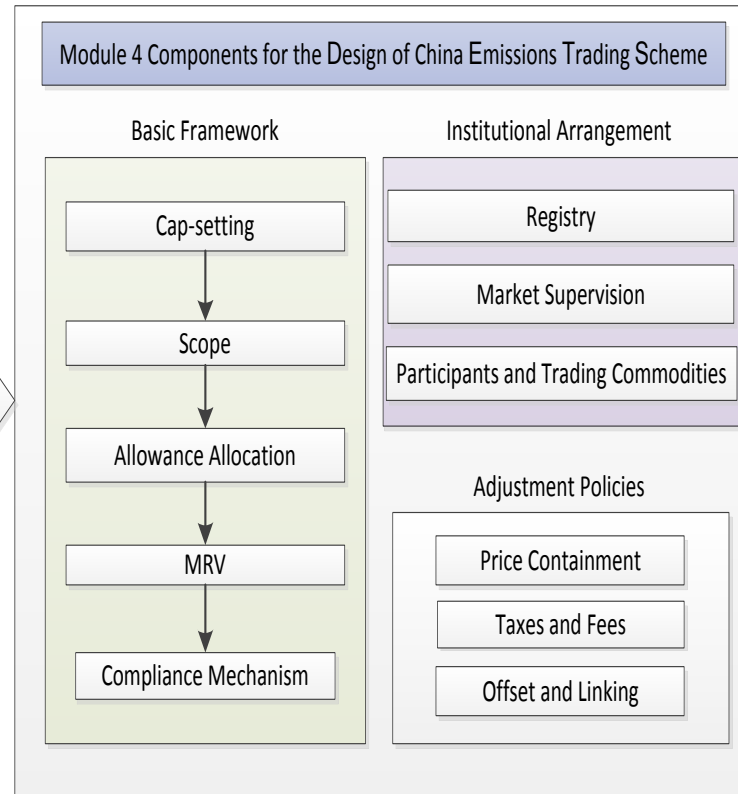 Module 4 Components for the Design of China Emissions Trading Scheme
Basic Framework
Cap-setting
Scope
Allowance Allocation
MRV
Compliance Mechanism
Institutional Arrangement
Registry
Market Supervision
Participants and Trading Commodities
Adjustment Policies
Price Containment
Taxes and Fees
Offset and Linking